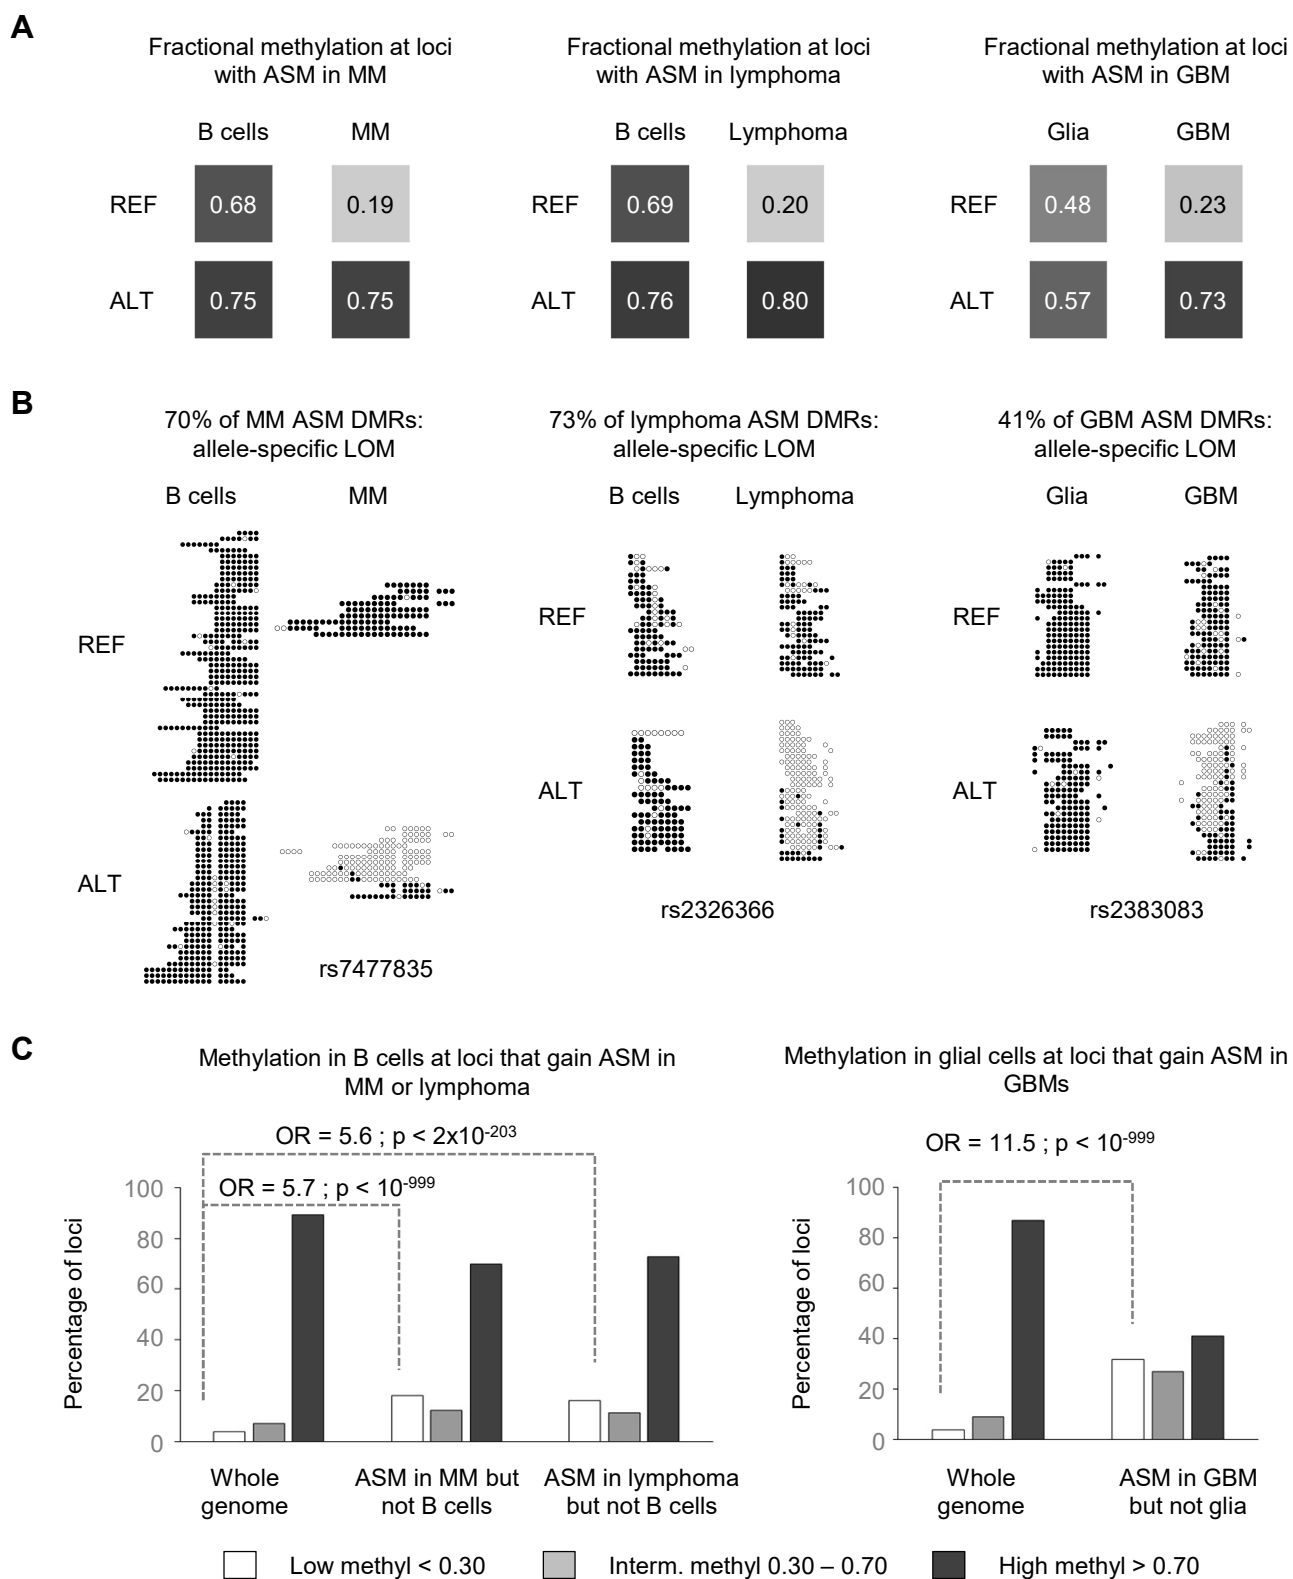 A
Fractional methylation at loci
with ASM in MM
Fractional methylation at loci
with ASM in lymphoma
Fractional methylation at loci
with ASM in GBM
B cells MM
B cells Lymphoma
Glia GBM
REF 0.68 0.19
REF 0.69 0.20
REF 0.48 0.23
ALT 0.75 0.75
ALT 0.76 0.80
ALT 0.57 0.73
B
70% of MM ASM DMRs:
allele-specific LOM
73% of lymphoma ASM DMRs:
allele-specific LOM
41% of GBM ASM DMRs:
allele-specific LOM
B cells MM
B cells Lymphoma
Glia GBM
REF
REF
REF
ALT
ALT
ALT
rs7477835
rs2326366
rs2383083
C
Methylation in B cells at loci that gain ASM in
MM or lymphoma
OR = 5.6 ; p < 2x10-203
OR = 5.7 ; p < 10-999
Percentage of loci
100
80
60
40
20
0
Whole
genome
ASM in MM but
not B cells
ASM in lymphoma
but not B cells
Methylation in glial cells at loci that gain ASM in
GBMs
OR = 11.5 ; p < 10-999
Percentage of loci
100
80
60
40
20
0
Whole
genome
ASM in GBM
but not glia
Low methyl < 0.30
Interm. methyl 0.30 – 0.70
High methyl > 0.70